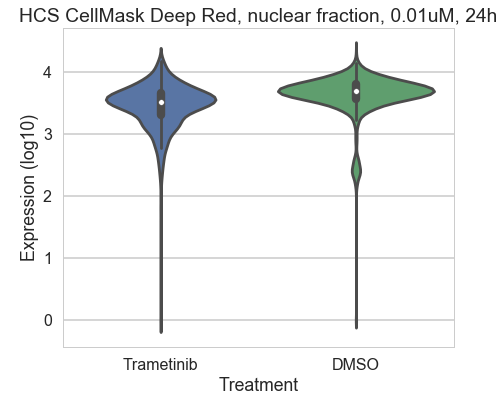 HCS CellMask Deep Red, nuclear fraction, 0.01uM, 24h
Expression (log10)
4
3
2
1
0
Trametinib
DMSO
Treatment